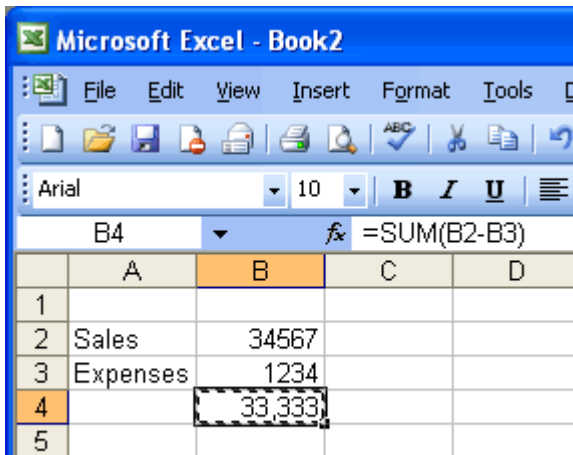 Microsoft Excel - Book2
File Edit View Insert Format Tools
ABC
Arial 10 B I U
B4 fx =SUM(B2-B3)
A B C D
1
2 Sales 34567
3 Expenses 1234
4 33,333
5